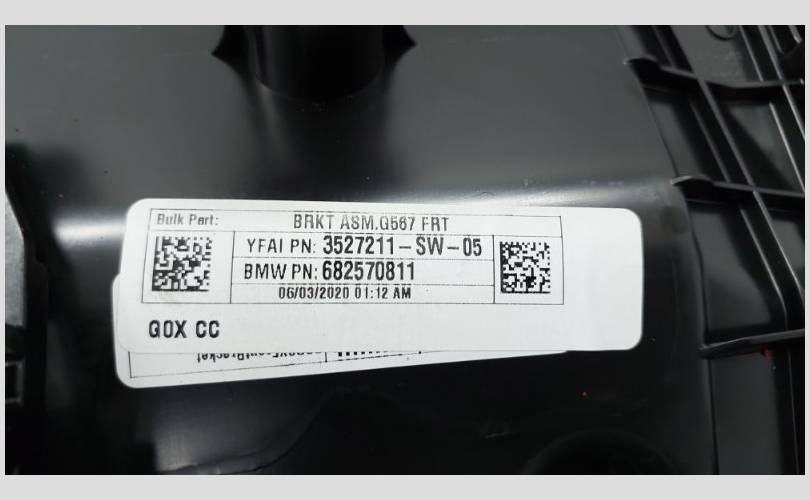 Bulk Part: BRKT ASM.G567 FRT
YFAI PN: 3527211-SW-05
BMW PN: 682570811
06/03/2020 01:12 AM
G0X CC